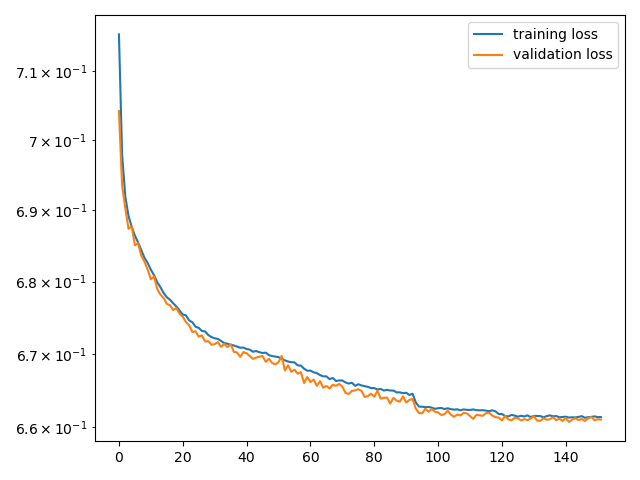 training loss
validation loss
7.1 × 10⁻¹
7 × 10⁻¹
6.9 × 10⁻¹
6.8 × 10⁻¹
6.7 × 10⁻¹
6.6 × 10⁻¹
0 20 40 60 80 100 120 140